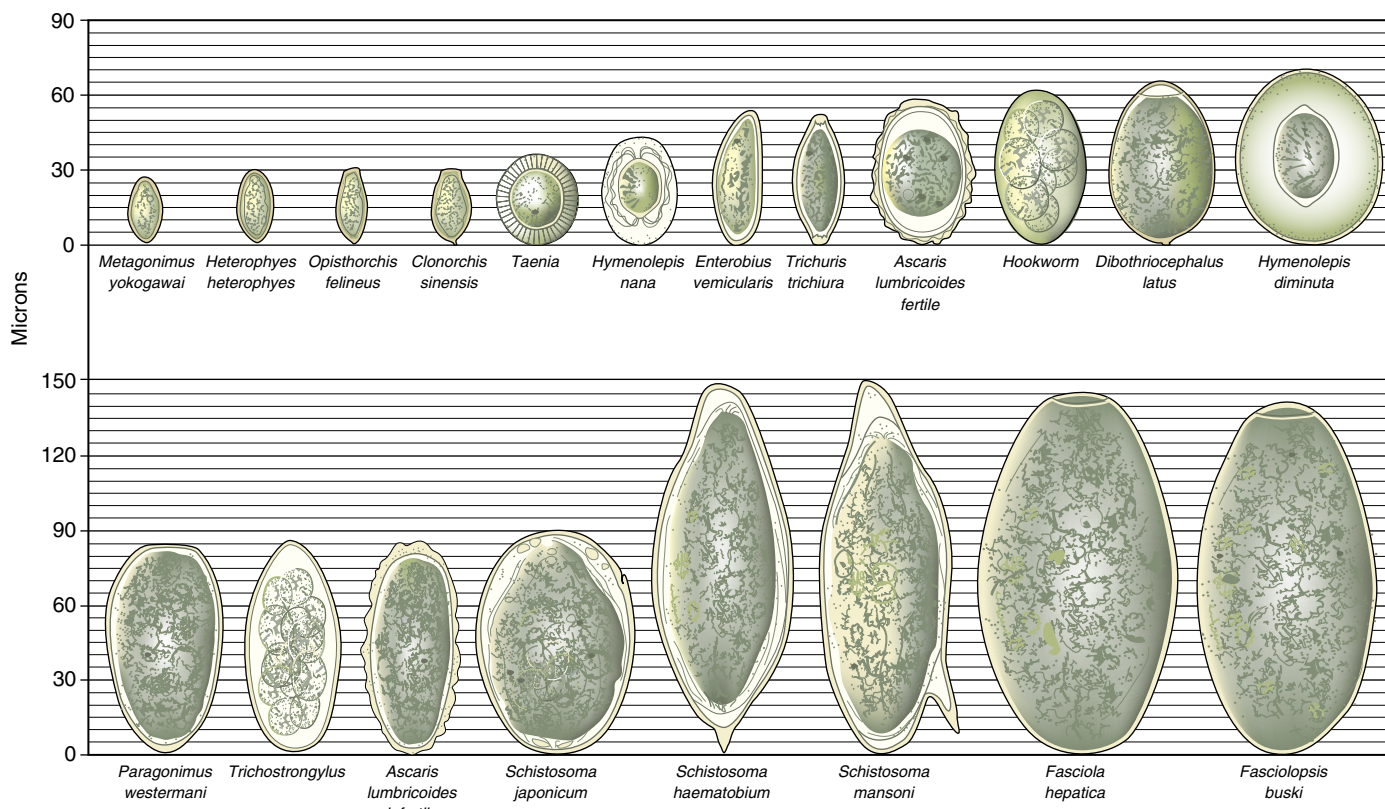 Microns
90
60
30
0
Metagonimus
yokogawai
Heterophyes
heterophyes
Opisthorchis
felineus
Clonorchis
sinensis
Taenia
Hymenolepis
nana
Enterobius
vemicularis
Trichuris
trichiura
Ascaris
lumbricoides
fertile
Hookworm
Dibothriocephalus
latus
Hymenolepis
diminuta
150
120
90
60
30
0
Paragonimus
westermani
Trichostrongylus
Ascaris
lumbricoides
Schistosoma
japonicum
Schistosoma
haematobium
Schistosoma
mansoni
Fasciola
hepatica
Fasciolopsis
buski